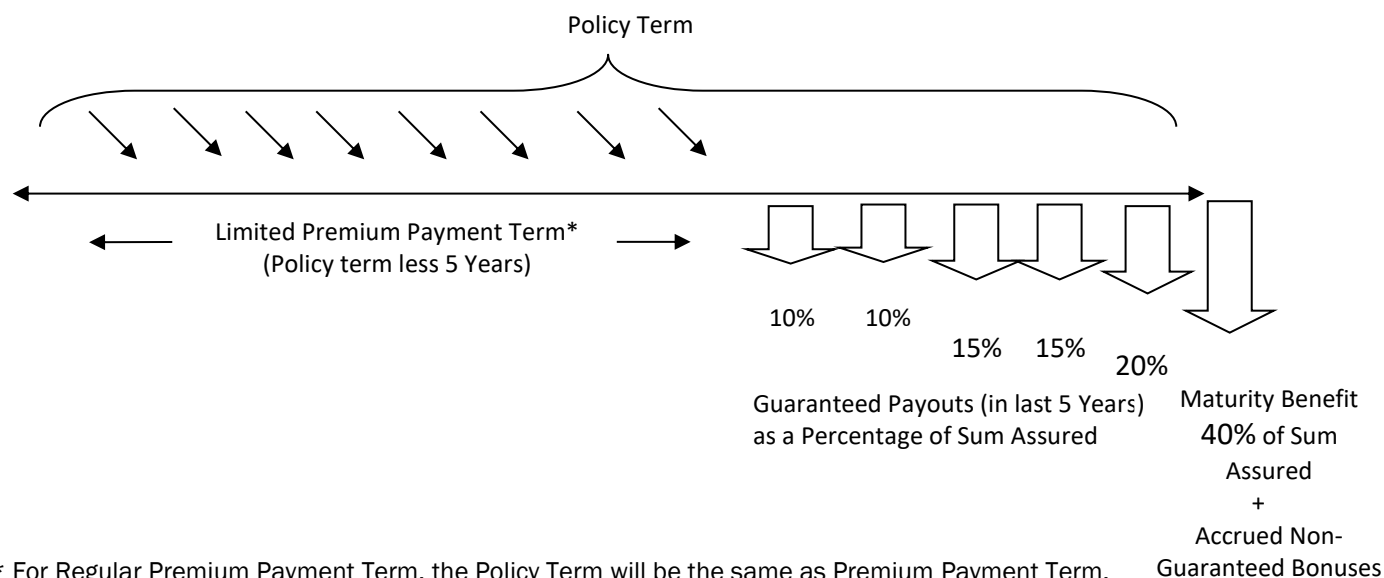 Policy Term
Limited Premium Payment Term*
(Policy term less 5 Years)
10%
10%
15%
15%
20%
Guaranteed Payouts (in last 5 Years)
as a Percentage of Sum Assured
Maturity Benefit
40% of Sum
Assured
+
Accrued Non-
Guaranteed Bonuses
* For Regular Premium Payment Term, the Policy Term will be the same as Premium Payment Term.